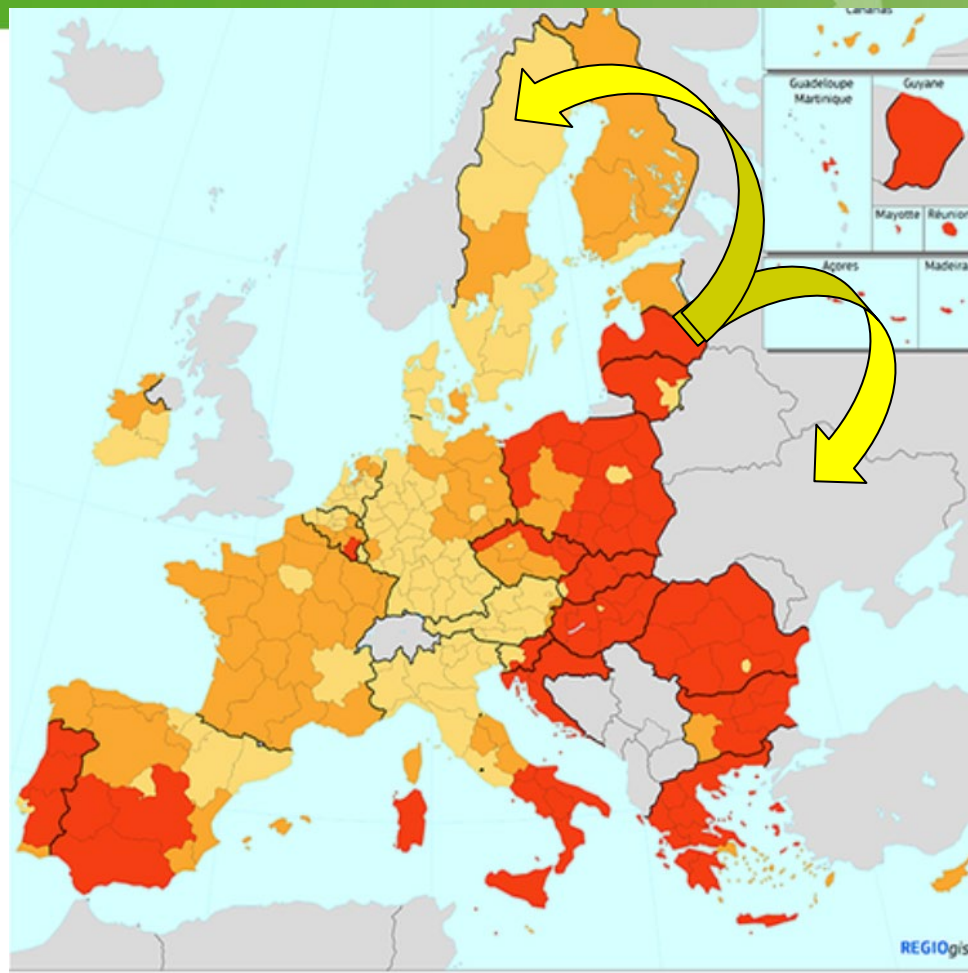 Canarias
Guadeloupe
Martinique
Guyane
Mayotte
Réunion
Açores
Madeira
REGIOgis